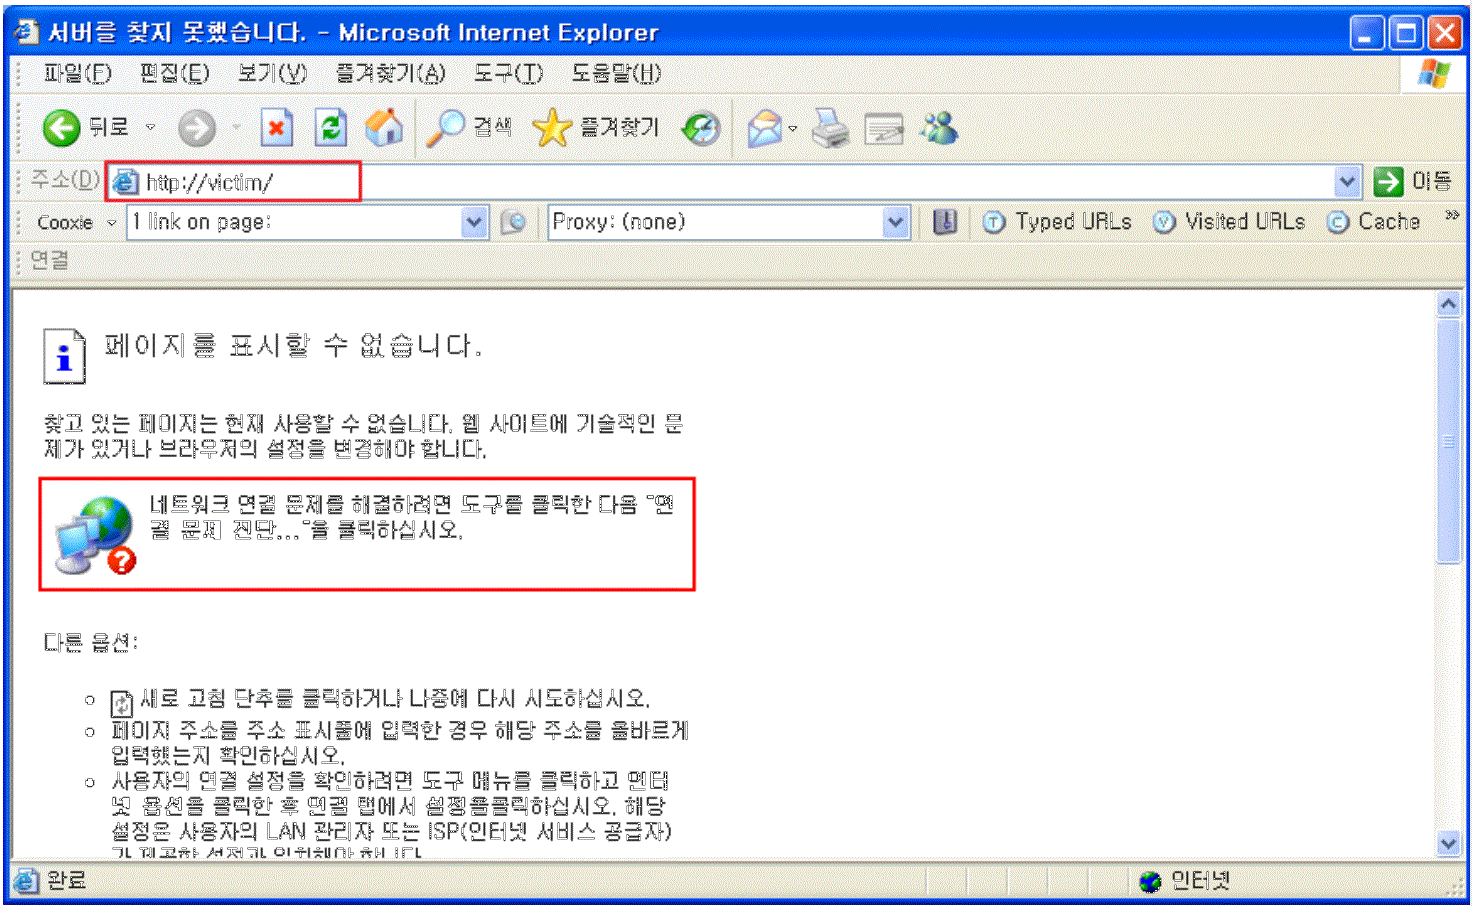 서버를 찾지 못했습니다. - Microsoft Internet Explorer
파일(F) 편집(E) 보기(V) 즐겨찾기(A) 도구(T) 도움말(H)
뒤로 검색 즐겨찾기
주소(D) http://victim/ 이동
Cooxie 1 link on page: Proxy: (none) Typed URLs Visited URLs Cache »
연결
페이지를 표시할 수 없습니다.
찾고 있는 페이지는 현재 사용할 수 없습니다. 웹 사이트에 기술적인 문
제가 있거나 브라우저의 설정을 변경해야 합니다.
네트워크 연결 문제를 해결하려면 도구를 클릭한 다음 "연
결 문제 진단..."을 클릭하십시오.
다른 옵션:
새로 고침 단추를 클릭하거나 나중에 다시 시도하십시오.
페이지 주소를 주소 표시줄에 입력한 경우 해당 주소를 올바르게
입력했는지 확인하십시오.
사용자의 연결 설정을 확인하려면 도구 메뉴를 클릭하고 인터
넷 옵션을 클릭한 후 연결 탭에서 설정을클릭하십시오. 해당
설정은 사용자의 LAN 관리자 또는 ISP(인터넷 서비스 공급자)
완료 인터넷